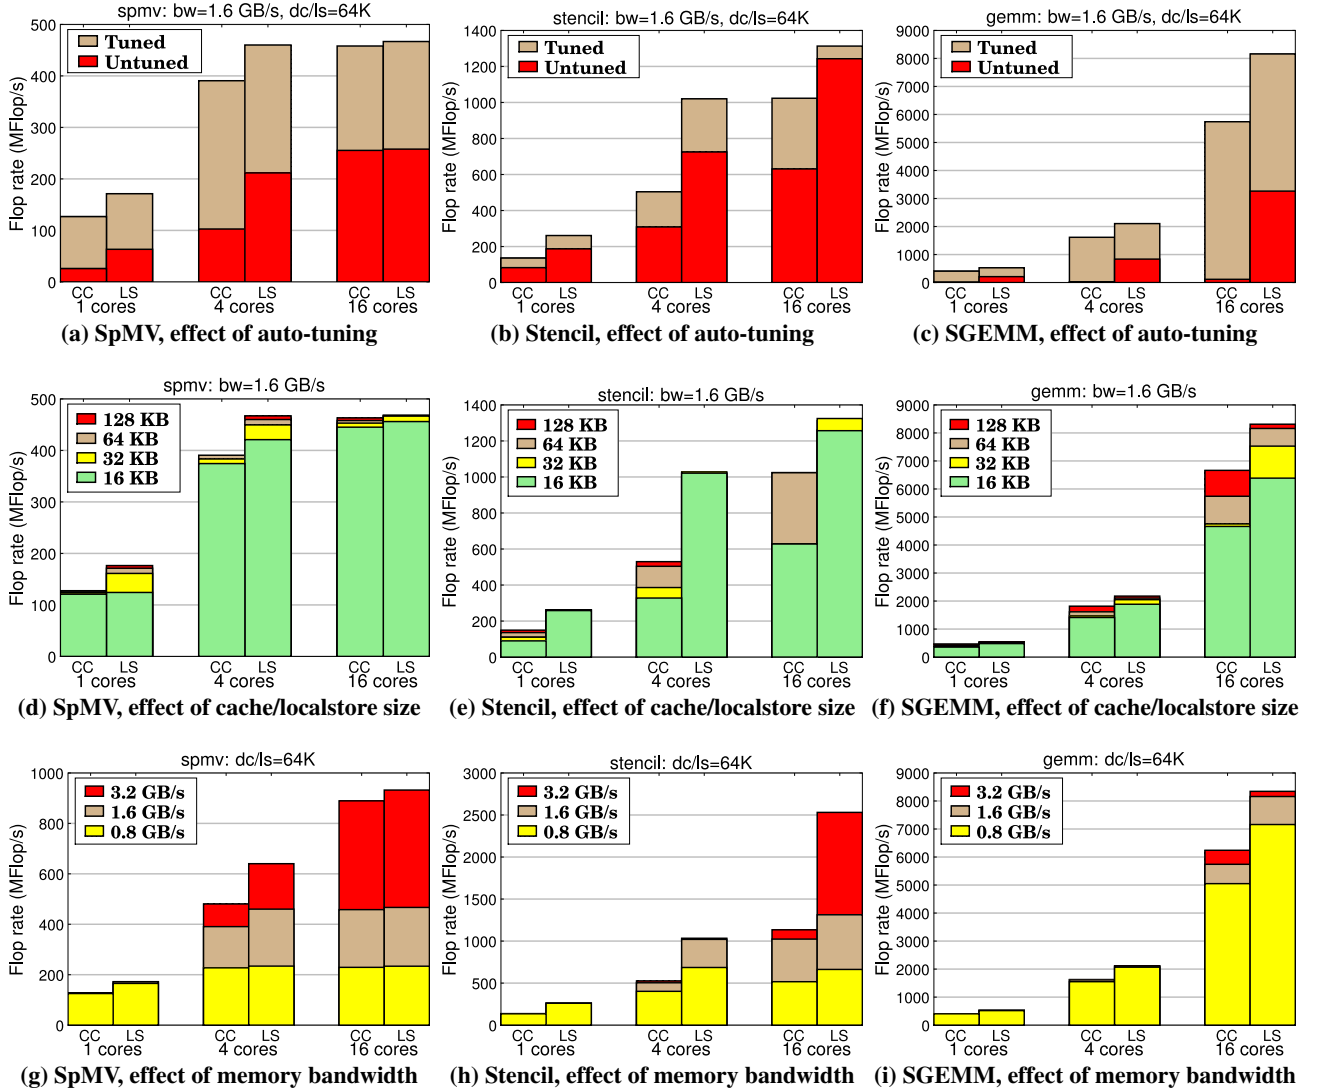 spmv: bw=1.6 GB/s, dc/ls=64K
500
400
300
200
100
0
Flop rate (MFlop/s)
Tuned
Untuned
CC LS CC LS CC LS
1 cores 4 cores 16 cores
(a) SpMV, effect of auto-tuning
stencil: bw=1.6 GB/s, dc/ls=64K
1400
1200
1000
800
600
400
200
0
Flop rate (MFlop/s)
Tuned
Untuned
CC LS CC LS CC LS
1 cores 4 cores 16 cores
(b) Stencil, effect of auto-tuning
gemm: bw=1.6 GB/s, dc/ls=64K
9000
8000
7000
6000
5000
4000
3000
2000
1000
0
Flop rate (MFlop/s)
Tuned
Untuned
CC LS CC LS CC LS
1 cores 4 cores 16 cores
(c) SGEMM, effect of auto-tuning
spmv: bw=1.6 GB/s
500
400
300
200
100
0
Flop rate (MFlop/s)
128 KB
64 KB
32 KB
16 KB
CC LS CC LS CC LS
1 cores 4 cores 16 cores
(d) SpMV, effect of cache/localstore size
stencil: bw=1.6 GB/s
1400
1200
1000
800
600
400
200
0
Flop rate (MFlop/s)
128 KB
64 KB
32 KB
16 KB
CC LS CC LS CC LS
1 cores 4 cores 16 cores
(e) Stencil, effect of cache/localstore size
gemm: bw=1.6 GB/s
9000
8000
7000
6000
5000
4000
3000
2000
1000
0
Flop rate (MFlop/s)
128 KB
64 KB
32 KB
16 KB
CC LS CC LS CC LS
1 cores 4 cores 16 cores
(f) SGEMM, effect of cache/localstore size
spmv: dc/ls=64K
1000
800
600
400
200
0
Flop rate (MFlop/s)
3.2 GB/s
1.6 GB/s
0.8 GB/s
CC LS CC LS CC LS
1 cores 4 cores 16 cores
(g) SpMV, effect of memory bandwidth
stencil: dc/ls=64K
3000
2500
2000
1500
1000
500
0
Flop rate (MFlop/s)
3.2 GB/s
1.6 GB/s
0.8 GB/s
CC LS CC LS CC LS
1 cores 4 cores 16 cores
(h) Stencil, effect of memory bandwidth
gemm: dc/ls=64K
9000
8000
7000
6000
5000
4000
3000
2000
1000
0
Flop rate (MFlop/s)
3.2 GB/s
1.6 GB/s
0.8 GB/s
CC LS CC LS CC LS
1 cores 4 cores 16 cores
(i) SGEMM, effect of memory bandwidth